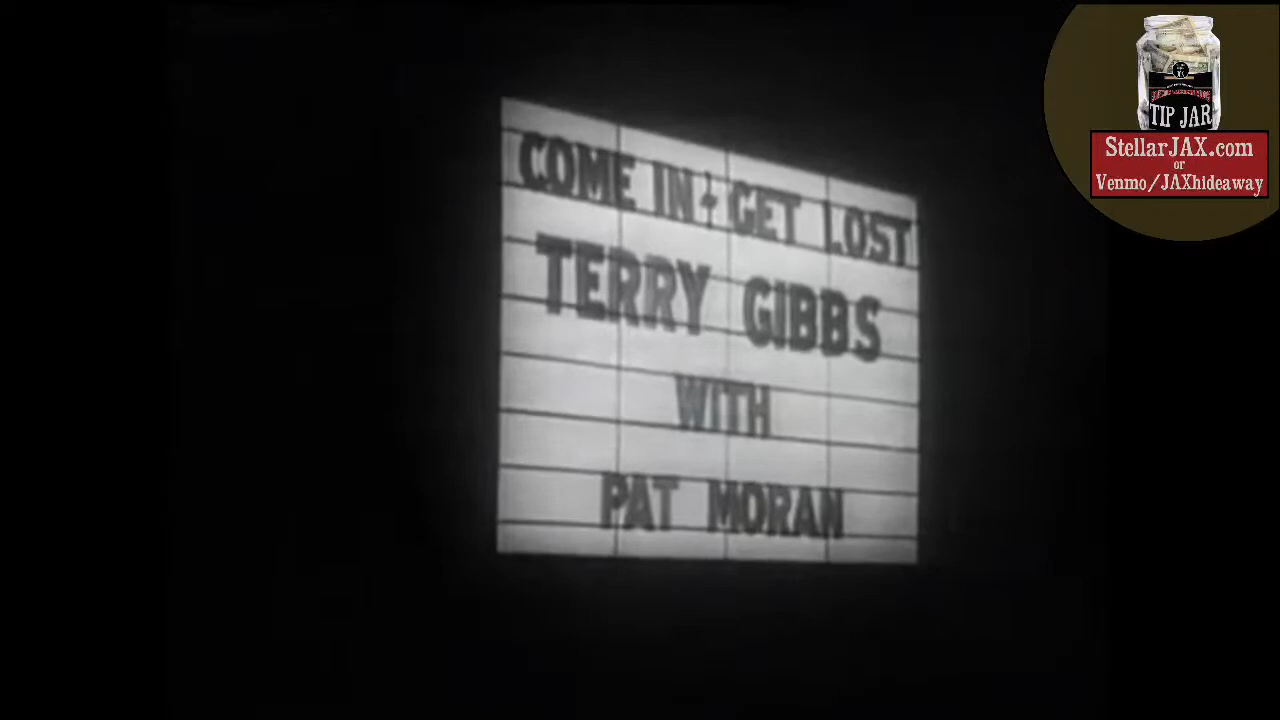 COME IN + GET LOST
TERRY GIBBS
WITH
PAT MORAN
TIP JAR
StellarJAX.com
or
Venmo/JAXhideaway